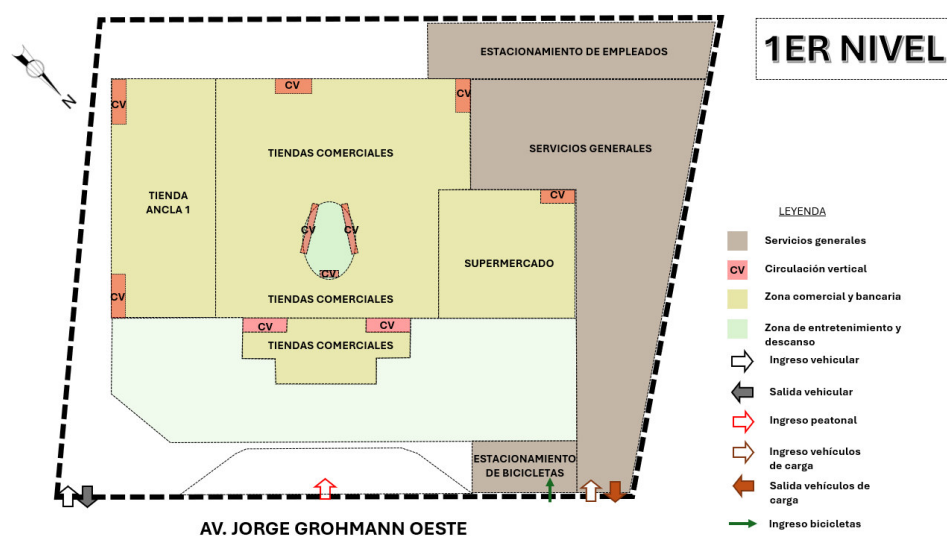 ESTACIONAMIENTO DE EMPLEADOS
1ER NIVEL
N
CV
CV
CV
TIENDAS COMERCIALES
SERVICIOS GENERALES
TIENDA
ANCLA 1
CV
CV
CV
SUPERMERCADO
CV
CV
TIENDAS COMERCIALES
CV
CV
TIENDAS COMERCIALES
ESTACIONAMIENTO
DE BICICLETAS
AV. JORGE GROHMANN OESTE
LEYENDA
Servicios generales
CV Circulación vertical
Zona comercial y bancaria
Zona de entretenimiento y
descanso
Ingreso vehicular
Salida vehicular
Ingreso peatonal
Ingreso vehículos
de carga
Salida vehículos de
carga
Ingreso bicicletas